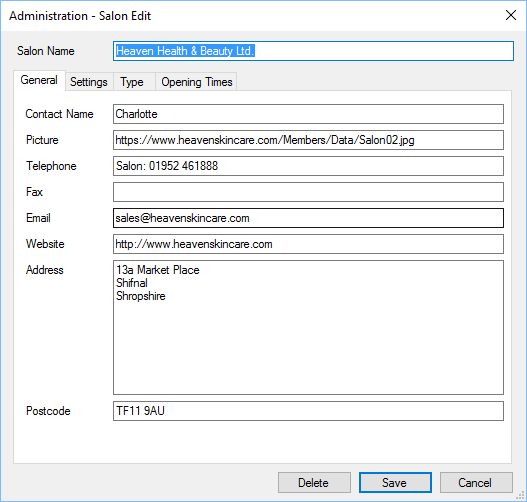 Administration - Salon Edit
Salon Name Heaven Health & Beauty Ltd.
General Settings Type Opening Times
Contact Name Charlotte
Picture https://www.heavenskincare.com/Members/Data/Salon02.jpg
Telephone Salon: 01952 461888
Fax
Email sales@heavenskincare.com
Website http://www.heavenskincare.com
Address 13a Market Place
Shifnal
Shropshire
Postcode TF11 9AU
Delete Save Cancel